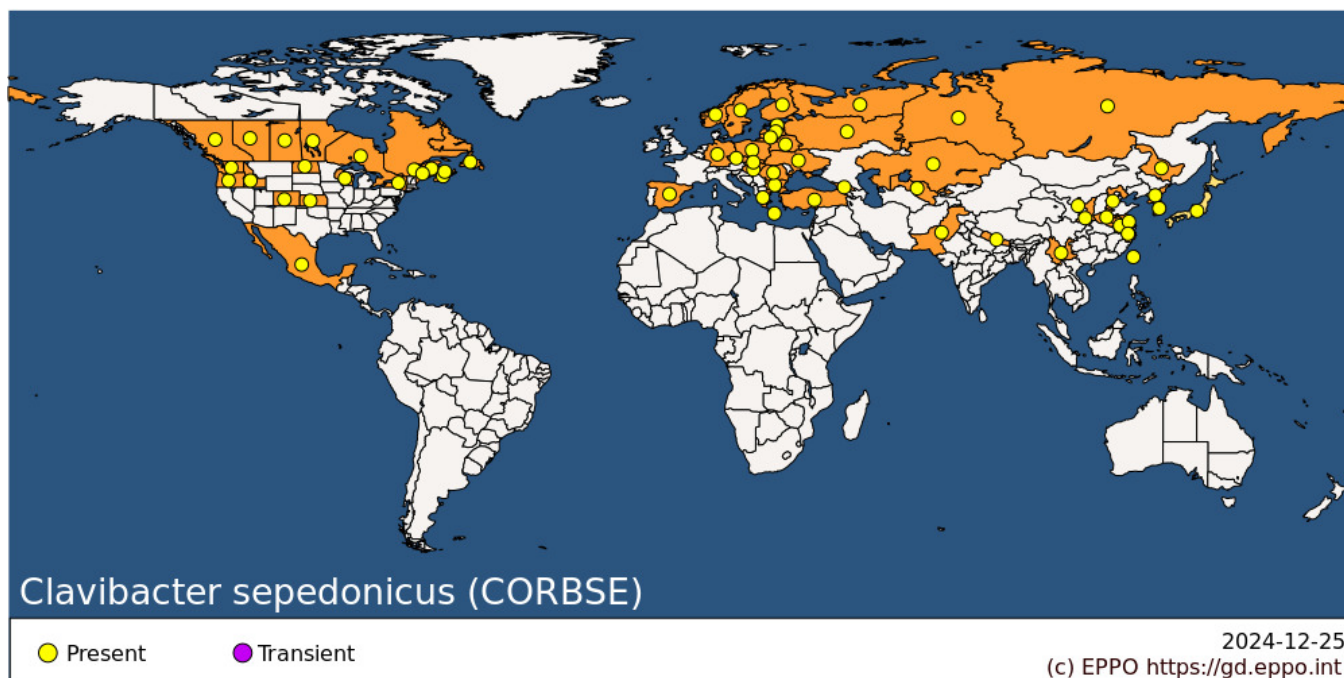 Clavibacter sepedonicus (CORBSE)
Present
Transient
2024-12-25
(c) EPPO https://gd.eppo.int